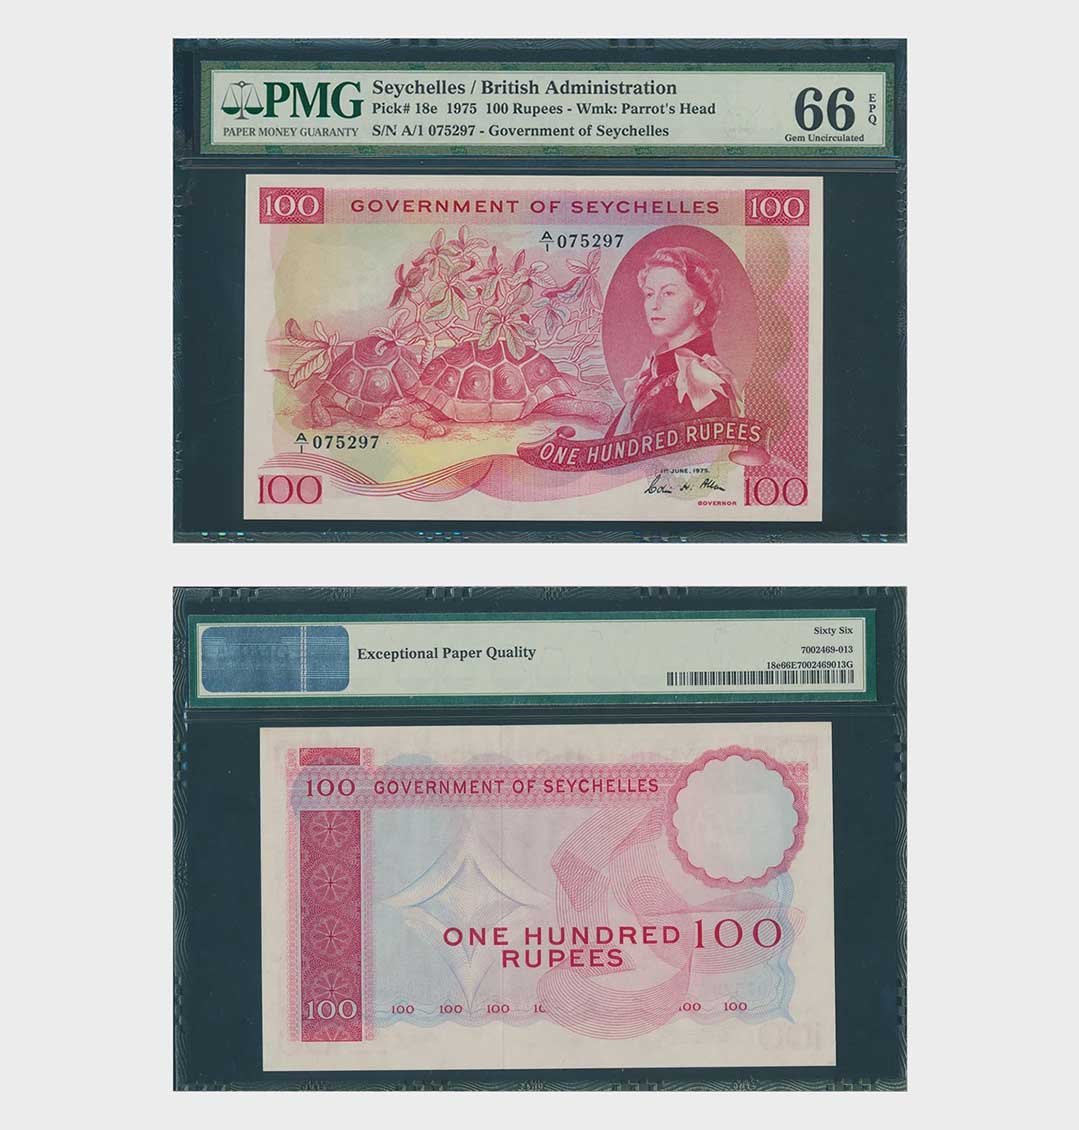 PMG
PAPER MONEY GUARANTY
Seychelles / British Administration
Pick# 18e 1975 100 Rupees - Wmk: Parrot's Head
S/N A/1 075297 - Government of Seychelles
66 EPQ
Gem Uncirculated
100 GOVERNMENT OF SEYCHELLES 100
A/1 075297
A/1 075297
ONE HUNDRED RUPEES
1ST JUNE, 1975.
GOVERNOR
100 100
Exceptional Paper Quality
Sixty Six
7002469-013
18e66E7002469013G
100 GOVERNMENT OF SEYCHELLES
ONE HUNDRED 100
RUPEES
100 100 100 100 100 100